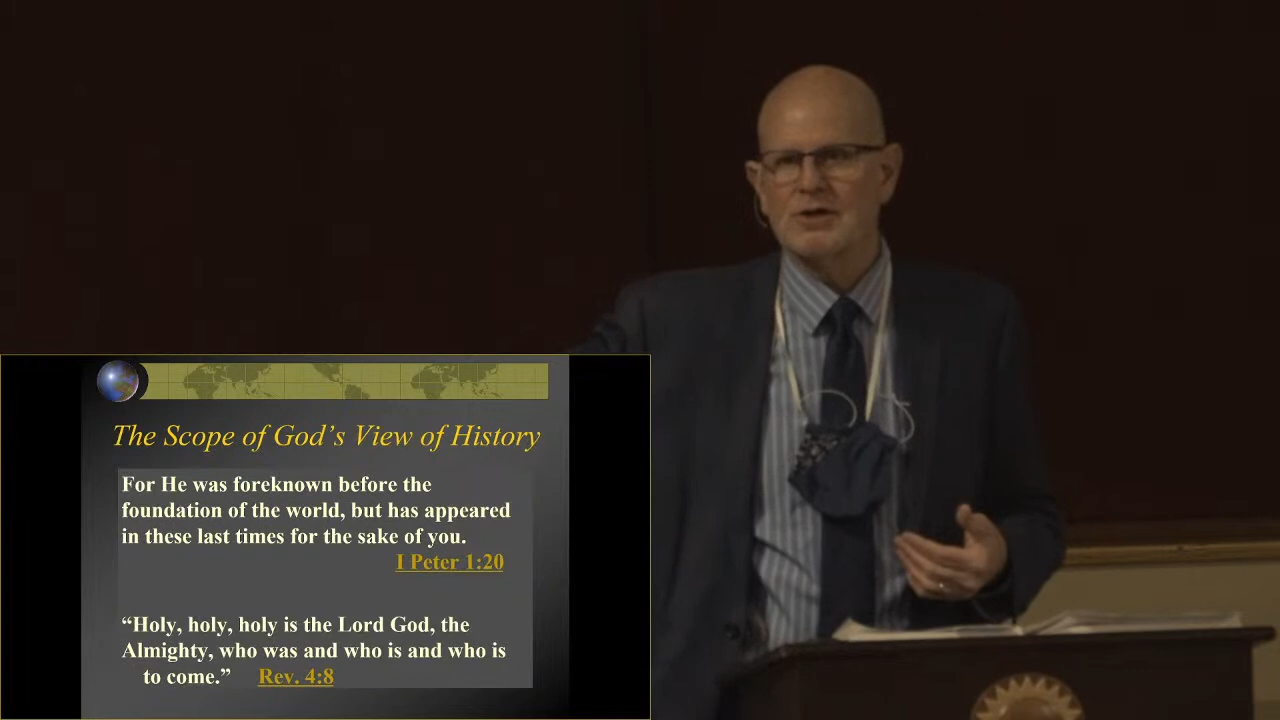 The Scope of God’s View of History
For He was foreknown before the
foundation of the world, but has appeared
in these last times for the sake of you.
I Peter 1:20
“Holy, holy, holy is the Lord God, the
Almighty, who was and who is and who is
to come.” Rev. 4:8